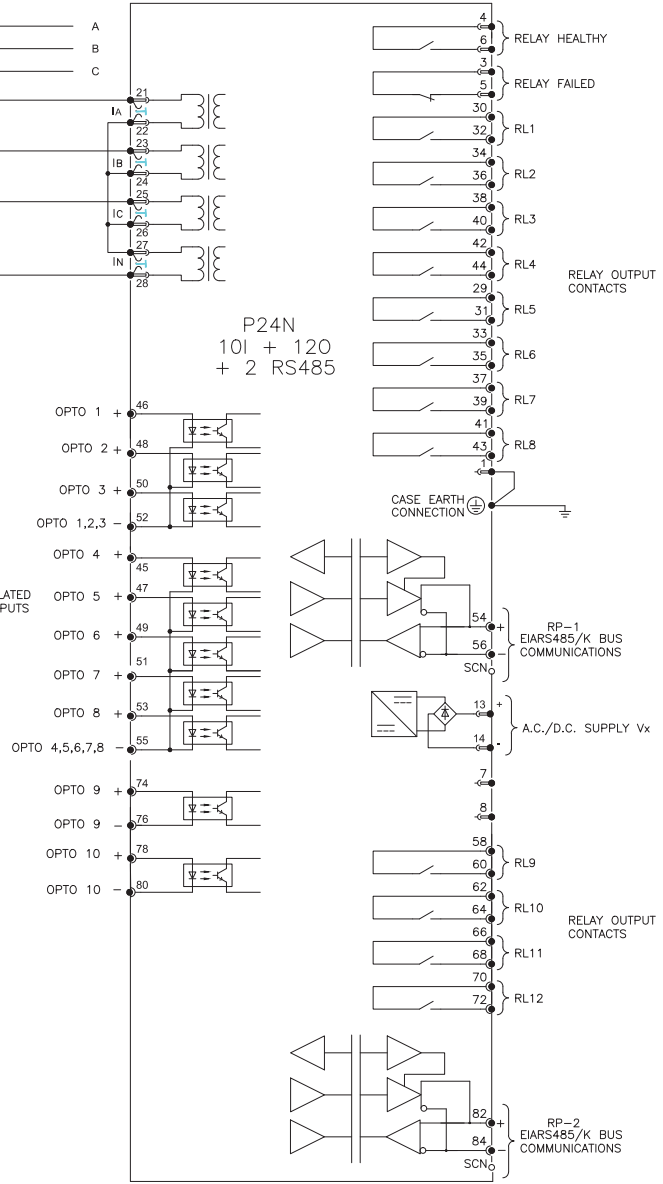 A
B
C
21
IA
22
23
IB
24
25
IC
26
27
IN
28
P24N
10I + 12O
+ 2 RS485
OPTO 1 + 46
OPTO 2 + 48
OPTO 3 + 50
OPTO 1,2,3 - 52
OPTO 4 +
45
OPTO 5 + 47
OPTO 6 + 49
OPTO 7 + 51
OPTO 8 + 53
OPTO 4,5,6,7,8 - 55
OPTO 9 + 74
OPTO 9 - 76
OPTO 10 + 78
OPTO 10 - 80
4
6
RELAY HEALTHY
3
5
RELAY FAILED
30
32
RL1
34
36
RL2
38
40
RL3
42
44
RL4
RELAY OUTPUT
CONTACTS
29
31
RL5
33
35
RL6
37
39
RL7
41
43
RL8
1
CASE EARTH
CONNECTION
54 +
56 -
SCN
RP-1
EIARS485/K BUS
COMMUNICATIONS
13 +
14 -
A.C./D.C. SUPPLY Vx
7
8
58
60
RL9
62
64
RL10
RELAY OUTPUT
CONTACTS
66
68
RL11
70
72
RL12
82 +
84 -
SCN
RP-2
EIARS485/K BUS
COMMUNICATIONS